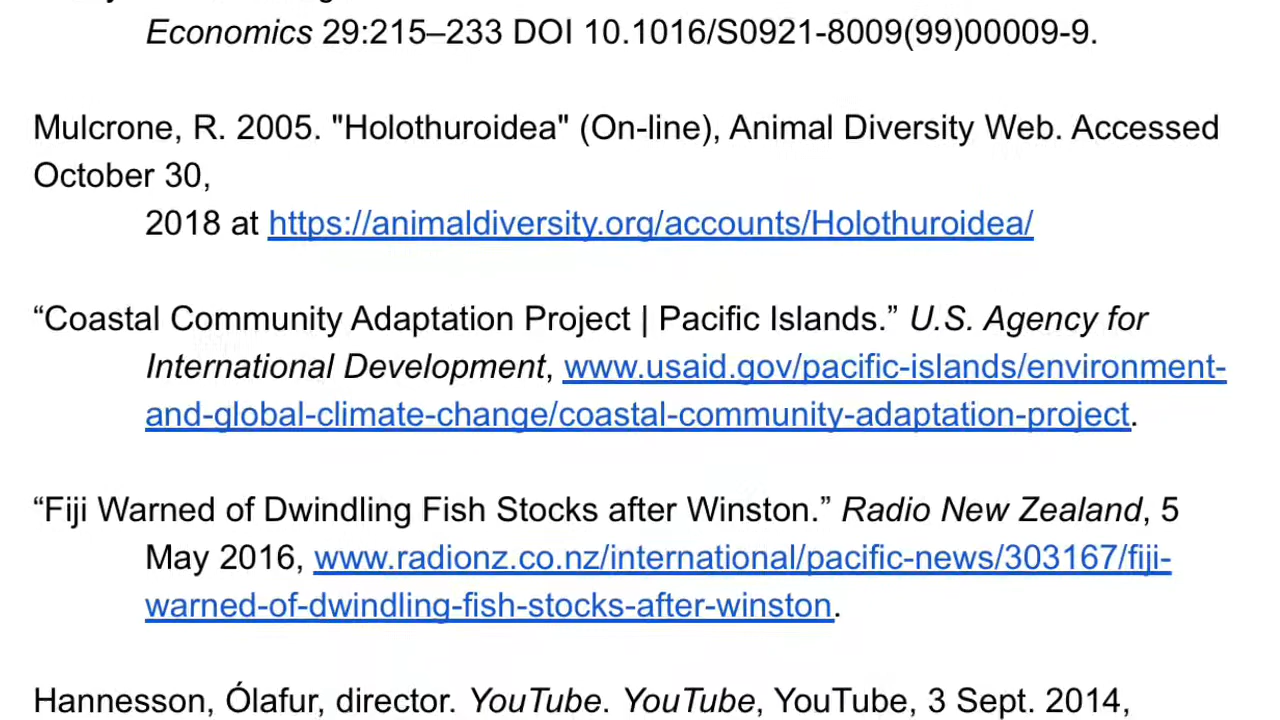 Economics 29:215–233 DOI 10.1016/S0921-8009(99)00009-9.
Mulcrone, R. 2005. "Holothuroidea" (On-line), Animal Diversity Web. Accessed
October 30,
2018 at https://animaldiversity.org/accounts/Holothuroidea/
“Coastal Community Adaptation Project | Pacific Islands.” U.S. Agency for
International Development, www.usaid.gov/pacific-islands/environment-
and-global-climate-change/coastal-community-adaptation-project.
“Fiji Warned of Dwindling Fish Stocks after Winston.” Radio New Zealand, 5
May 2016, www.radionz.co.nz/international/pacific-news/303167/fiji-
warned-of-dwindling-fish-stocks-after-winston.
Hannesson, Ólafur, director. YouTube. YouTube, YouTube, 3 Sept. 2014,